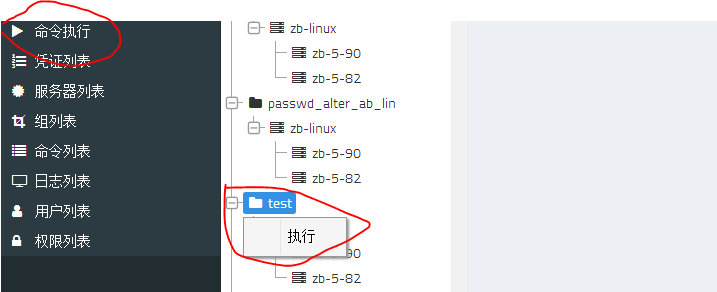 命令执行
凭证列表
服务器列表
组列表
命令列表
日志列表
用户列表
权限列表
zb-linux
zb-5-90
zb-5-82
passwd_alter_ab_lin
zb-linux
zb-5-90
zb-5-82
test
执行
90
zb-5-82